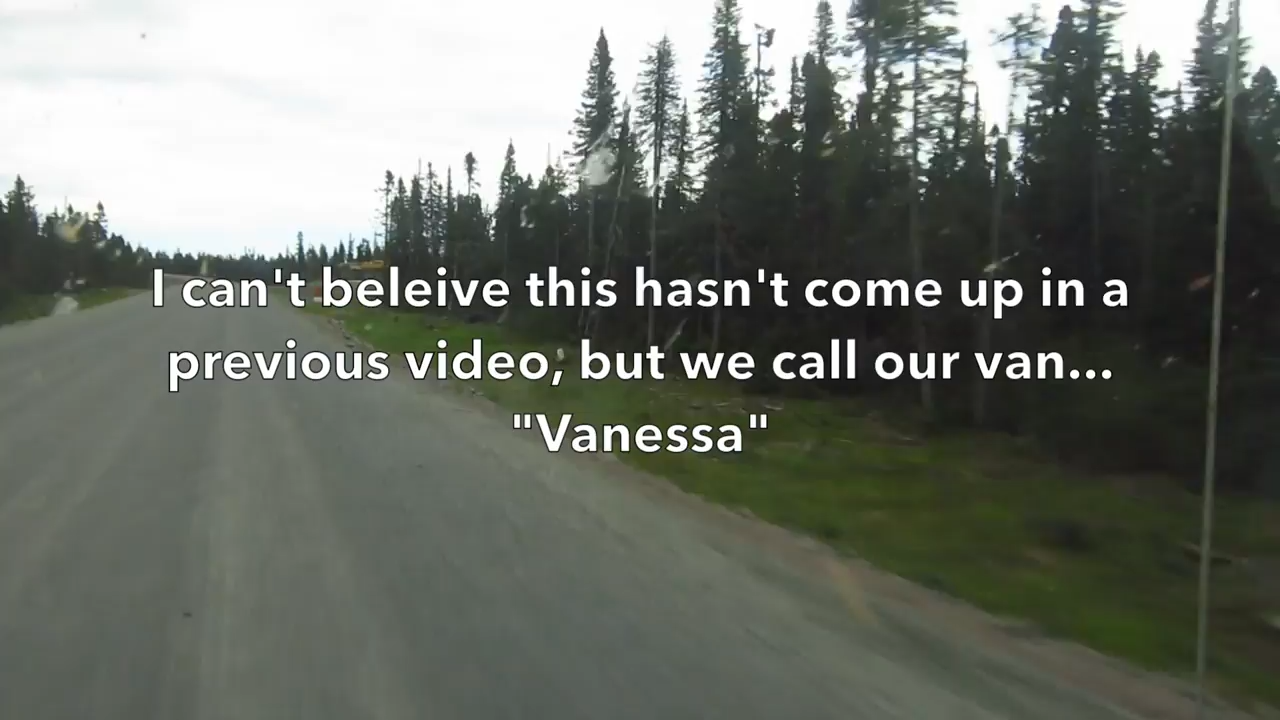 I can't beleive this hasn't come up in a
previous video, but we call our van...
"Vanessa"